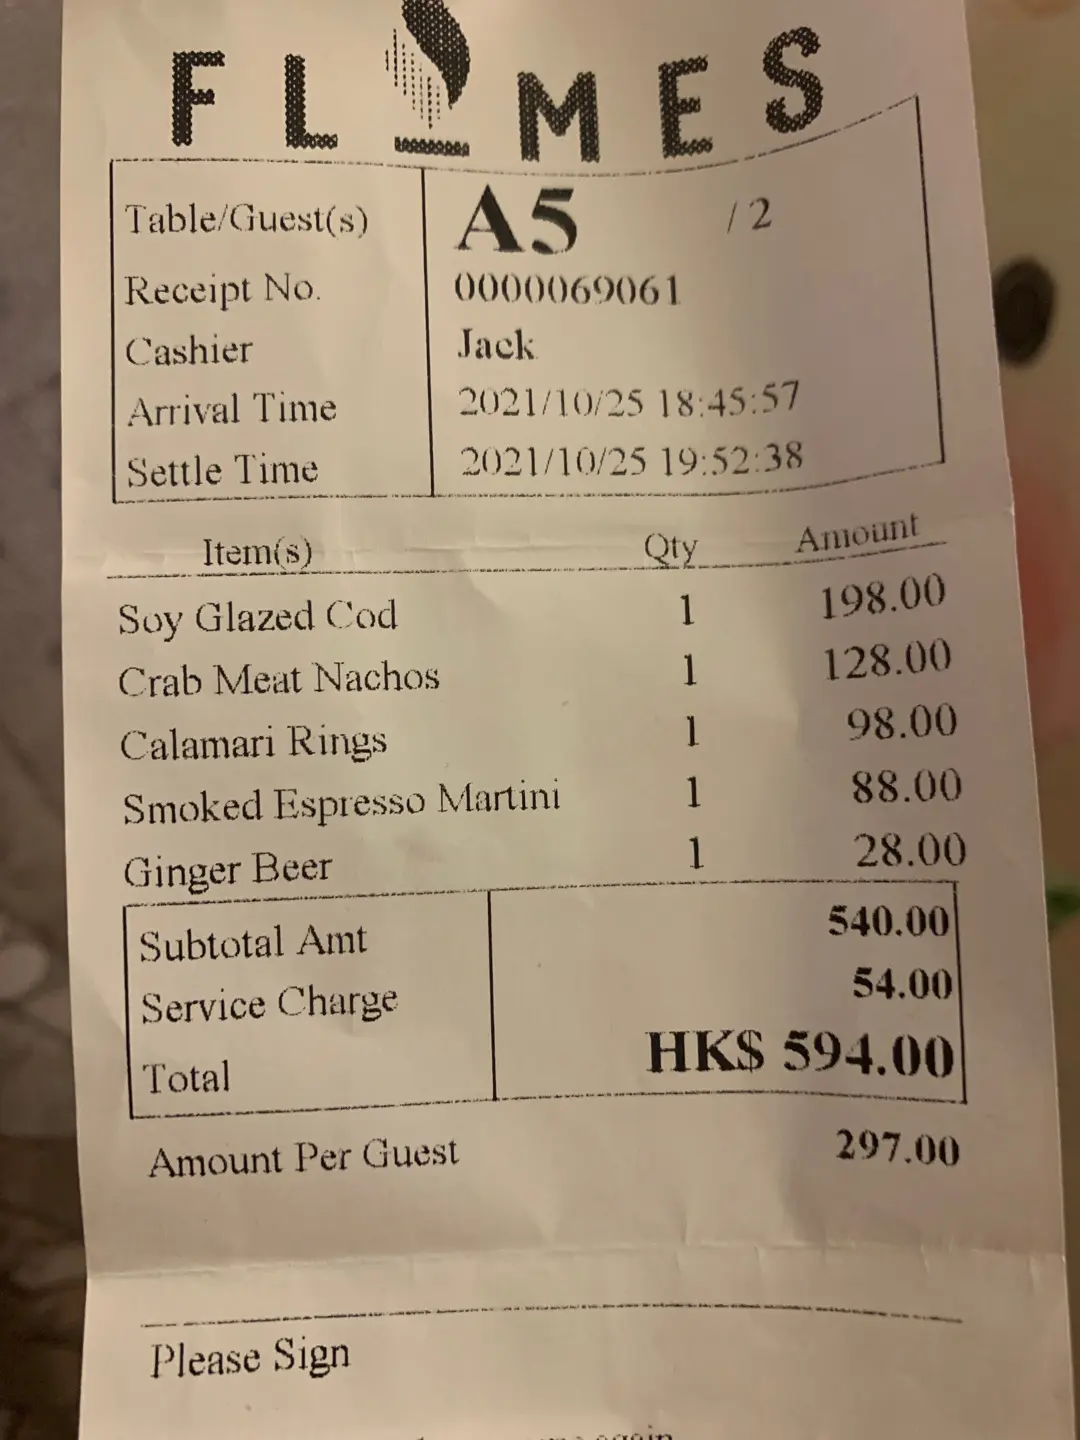 FLAMES
Table/Guest(s) A5 / 2
Receipt No. 0000069061
Cashier Jack
Arrival Time 2021/10/25 18:45:57
Settle Time 2021/10/25 19:52:38
Item(s) Qty Amount
Soy Glazed Cod 1 198.00
Crab Meat Nachos 1 128.00
Calamari Rings 1 98.00
Smoked Espresso Martini 1 88.00
Ginger Beer 1 28.00
Subtotal Amt 540.00
Service Charge 54.00
Total HK$ 594.00
Amount Per Guest 297.00
Please Sign
again